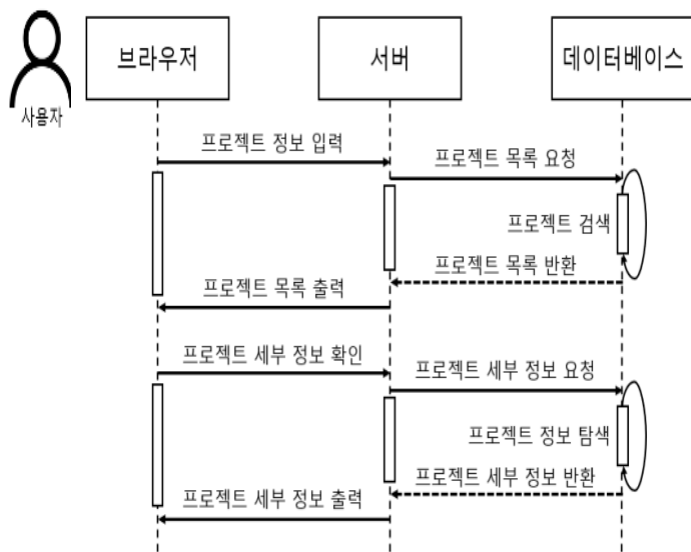 브라우저
서버
데이터베이스
사용자
프로젝트 정보 입력
프로젝트 목록 요청
프로젝트 검색
프로젝트 목록 반환
프로젝트 목록 출력
프로젝트 세부 정보 확인
프로젝트 세부 정보 요청
프로젝트 정보 탐색
프로젝트 세부 정보 반환
프로젝트 세부 정보 출력